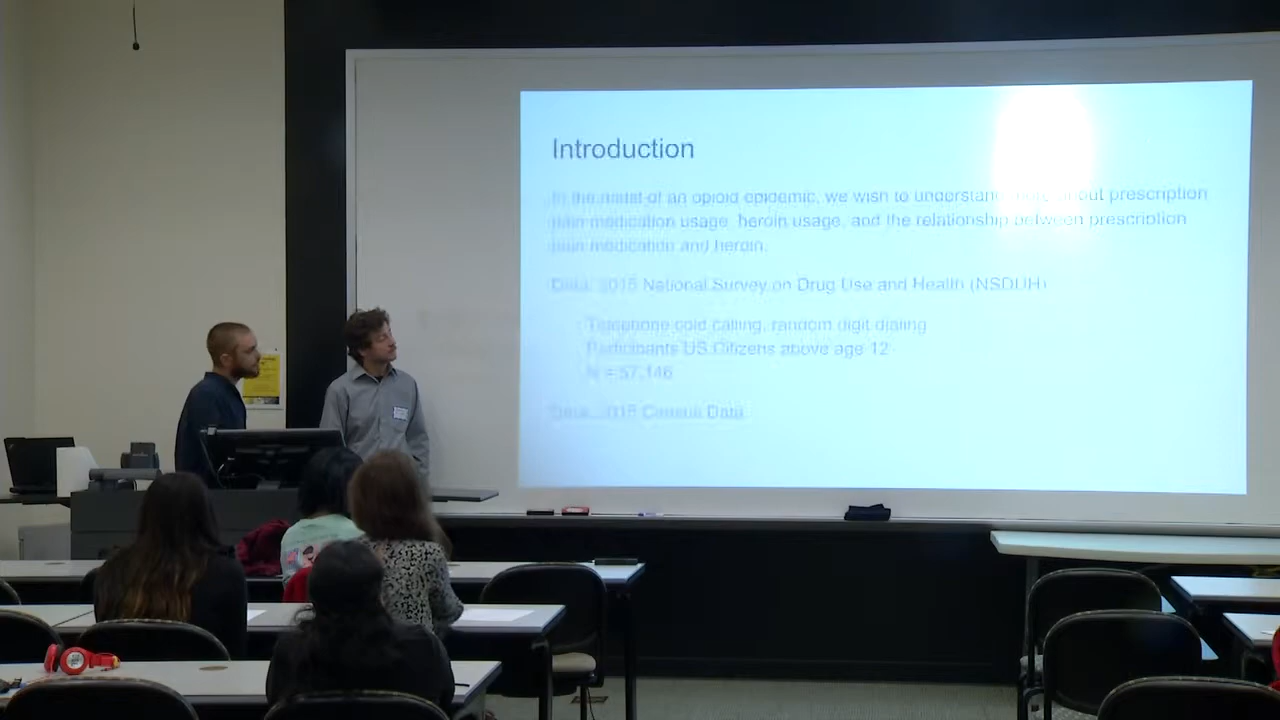 Introduction
In the midst of an opioid epidemic, we wish to understand more about prescription
pain medication usage, heroin usage, and the relationship between prescription
pain medication and heroin.
Data: 2015 National Survey on Drug Use and Health (NSDUH)
Telephone cold calling, random digit dialing
Participants US Citizens above age 12
N = 57,146
Data: 2015 Census Data